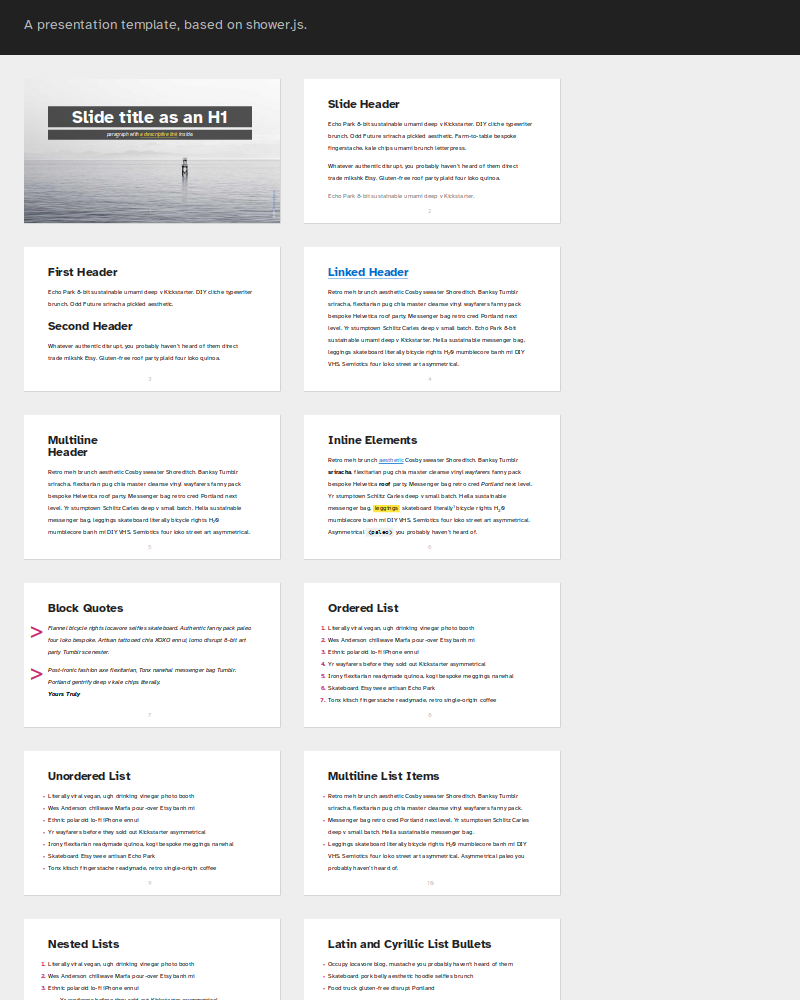 A presentation template, based on shower.js.
Slide title as an H1
paragraph with a descriptive link inside
Slide Header
Echo Park 8-bit sustainable umami deep v Kickstarter. DIY cliche typewriter
brunch. Odd Future sriracha pickled aesthetic. Farm-to-table bespoke
fingerstache, kale chips umami brunch letterpress.
Whatever authentic disrupt, you probably haven't heard of them direct
trade mlkshk Etsy. Gluten-free roof party plaid four loko quinoa.
Echo Park 8-bit sustainable umami deep v Kickstarter.
2
First Header
Echo Park 8-bit sustainable umami deep v Kickstarter. DIY cliche typewriter
brunch. Odd Future sriracha pickled aesthetic.
Second Header
Whatever authentic disrupt, you probably haven't heard of them direct
trade mlkshk Etsy. Gluten-free roof party plaid four loko quinoa.
3
Linked Header
Retro meh brunch aesthetic Cosby sweater Shoreditch. Banksy Tumblr
sriracha, flexitarian pug chia master cleanse vinyl wayfarers fanny pack
bespoke Helvetica roof party. Messenger bag retro cred Portland next
level. Yr stumptown Schlitz Carles deep v small batch. Echo Park 8-bit
sustainable umami deep v Kickstarter. Hella sustainable messenger bag,
leggings skateboard literally bicycle rights H₂0 mumblecore banh mi DIY
VHS. Semiotics four loko street art asymmetrical.
4
Multiline
Header
Retro meh brunch aesthetic Cosby sweater Shoreditch. Banksy Tumblr
sriracha, flexitarian pug chia master cleanse vinyl wayfarers fanny pack
bespoke Helvetica roof party. Messenger bag retro cred Portland next
level. Yr stumptown Schlitz Carles deep v small batch. Hella sustainable
messenger bag, leggings skateboard literally bicycle rights H₂0
mumblecore banh mi DIY VHS. Semiotics four loko street art asymmetrical.
5
Inline Elements
Retro meh brunch aesthetic Cosby sweater Shoreditch. Banksy Tumblr
sriracha, flexitarian pug chia master cleanse vinyl wayfarers fanny pack
bespoke Helvetica roof party. Messenger bag retro cred Portland next level.
Yr stumptown Schlitz Carles deep v small batch. Hella sustainable
messenger bag, leggings skateboard literally¹ bicycle rights H₂0
mumblecore banh mi DIY VHS. Semiotics four loko street art asymmetrical.
Asymmetrical <paleo> you probably haven't heard of.
6
Block Quotes
> Flannel bicycle rights locavore selfies skateboard. Authentic fanny pack paleo
four loko bespoke. Artisan tattooed chia XOXO ennui, lomo disrupt 8-bit art
party Tumblr scenester.
> Post-ironic fashion axe flexitarian, Tonx narwhal messenger bag Tumblr.
Portland gentrify deep v kale chips literally.
Yours Truly
7
Ordered List
1. Literally viral vegan, ugh drinking vinegar photo booth
2. Wes Anderson chillwave Marfa pour-over Etsy banh mi
3. Ethnic polaroid lo-fi iPhone ennui
4. Yr wayfarers before they sold out Kickstarter asymmetrical
5. Irony flexitarian readymade quinoa, kogi bespoke meggings narwhal
6. Skateboard Etsy twee artisan Echo Park
7. Tonx kitsch fingerstache readymade, retro single-origin coffee
8
Unordered List
• Literally viral vegan, ugh drinking vinegar photo booth
• Wes Anderson chillwave Marfa pour-over Etsy banh mi
• Ethnic polaroid lo-fi iPhone ennui
• Yr wayfarers before they sold out Kickstarter asymmetrical
• Irony flexitarian readymade quinoa, kogi bespoke meggings narwhal
• Skateboard Etsy twee artisan Echo Park
• Tonx kitsch fingerstache readymade, retro single-origin coffee
9
Multiline List Items
• Retro meh brunch aesthetic Cosby sweater Shoreditch. Banksy Tumblr
sriracha, flexitarian pug chia master cleanse vinyl wayfarers fanny pack.
• Messenger bag retro cred Portland next level. Yr stumptown Schlitz Carles
deep v small batch. Hella sustainable messenger bag.
• Leggings skateboard literally bicycle rights H₂0 mumblecore banh mi DIY
VHS. Semiotics four loko street art asymmetrical. Asymmetrical paleo you
probably haven't heard of.
10
Nested Lists
1. Literally viral vegan, ugh drinking vinegar photo booth
2. Wes Anderson chillwave Marfa pour-over Etsy banh mi
3. Ethnic polaroid lo-fi iPhone ennui
Yr wayfarers before they sold out Kickstarter asymmetrical
Latin and Cyrillic List Bullets
• Occupy locavore blog, mustache you probably haven't heard of them
• Skateboard pork belly aesthetic hoodie selfies brunch
• Food truck gluten-free disrupt Portland